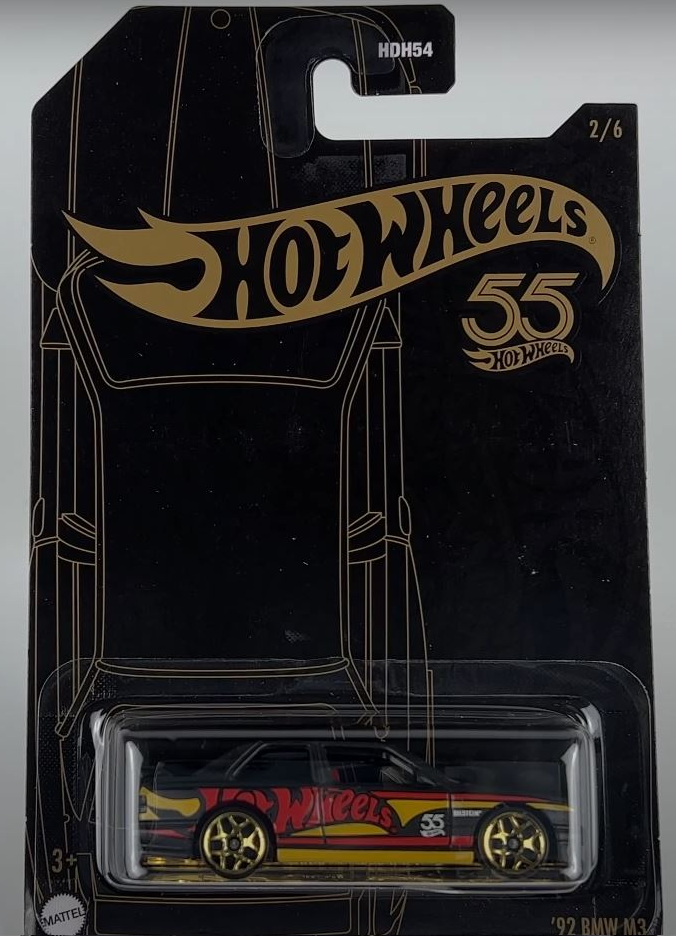 HDH54
2/6
HOT WHEELS
®
55
HOT WHEELS
HOT WHEELS
55
3+
MATTEL
'92 BMW M3